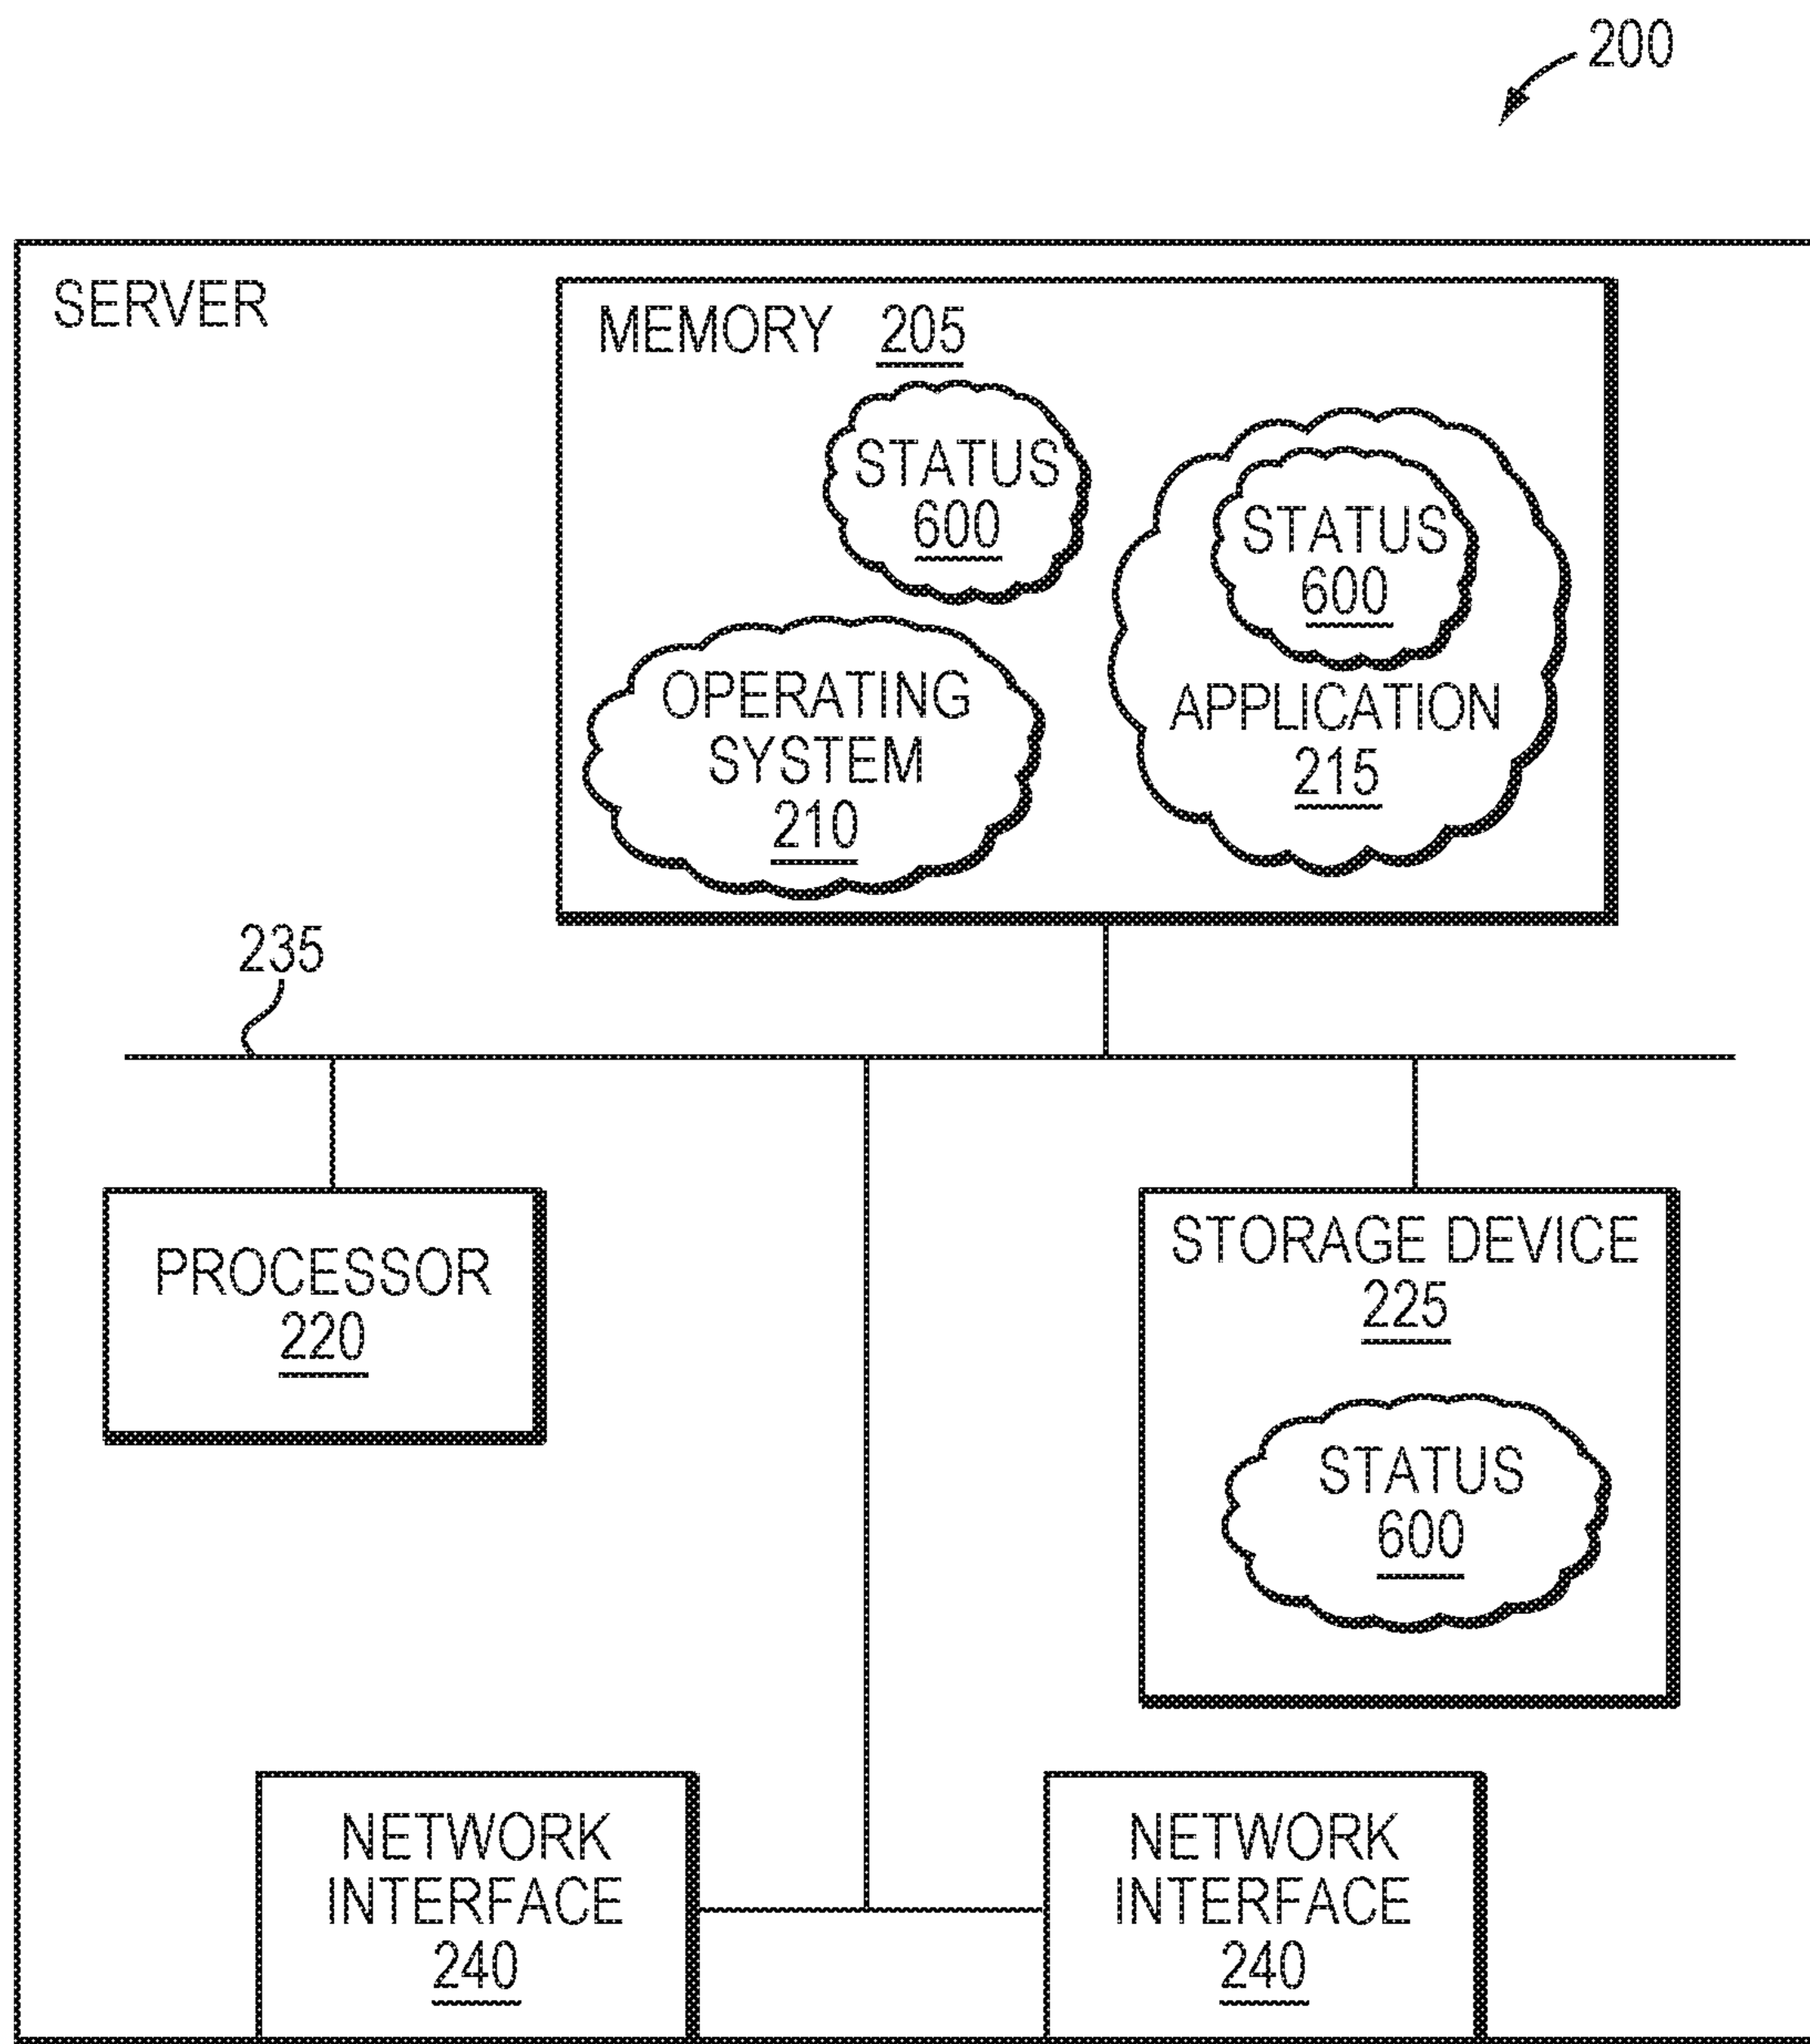 200
SERVER
MEMORY 205
STATUS
600
STATUS
600
OPERATING
SYSTEM
210
APPLICATION
215
235
PROCESSOR
220
STORAGE DEVICE
225
STATUS
600
NETWORK
INTERFACE
240
NETWORK
INTERFACE
240